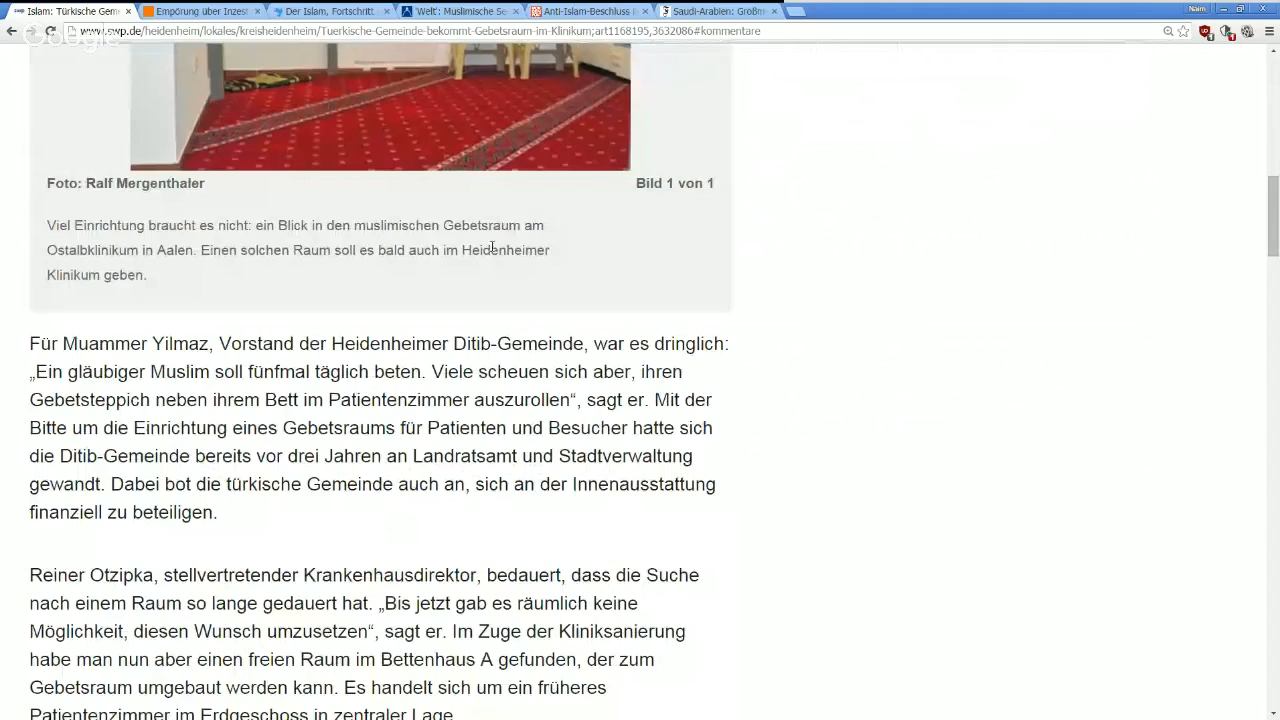 Islam: Türkische Gem
Empörung über Inzest
Der Islam, Fortschritt
'Welt': Muslimische Se
Anti-Islam-Beschluss i
Saudi-Arabien: Großm
Naim
www.swp.de/heidenheim/lokales/kreisheidenheim/Tuerkische-Gemeinde-bekommt-Gebetsraum-im-Klinikum;art1168195,3632086#kommentare
Google
Foto: Ralf Mergenthaler
Bild 1 von 1
Viel Einrichtung braucht es nicht: ein Blick in den muslimischen Gebetsraum am
Ostalbklinikum in Aalen. Einen solchen Raum soll es bald auch im Heidenheimer
Klinikum geben.
Für Muammer Yilmaz, Vorstand der Heidenheimer Ditib-Gemeinde, war es dringlich:
„Ein gläubiger Muslim soll fünfmal täglich beten. Viele scheuen sich aber, ihren
Gebetsteppich neben ihrem Bett im Patientenzimmer auszurollen“, sagt er. Mit der
Bitte um die Einrichtung eines Gebetsraums für Patienten und Besucher hatte sich
die Ditib-Gemeinde bereits vor drei Jahren an Landratsamt und Stadtverwaltung
gewandt. Dabei bot die türkische Gemeinde auch an, sich an der Innenausstattung
finanziell zu beteiligen.
Reiner Otzipka, stellvertretender Krankenhausdirektor, bedauert, dass die Suche
nach einem Raum so lange gedauert hat. „Bis jetzt gab es räumlich keine
Möglichkeit, diesen Wunsch umzusetzen“, sagt er. Im Zuge der Kliniksanierung
habe man nun aber einen freien Raum im Bettenhaus A gefunden, der zum
Gebetsraum umgebaut werden kann. Es handelt sich um ein früheres
Patientenzimmer im Erdgeschoss in zentraler Lage.